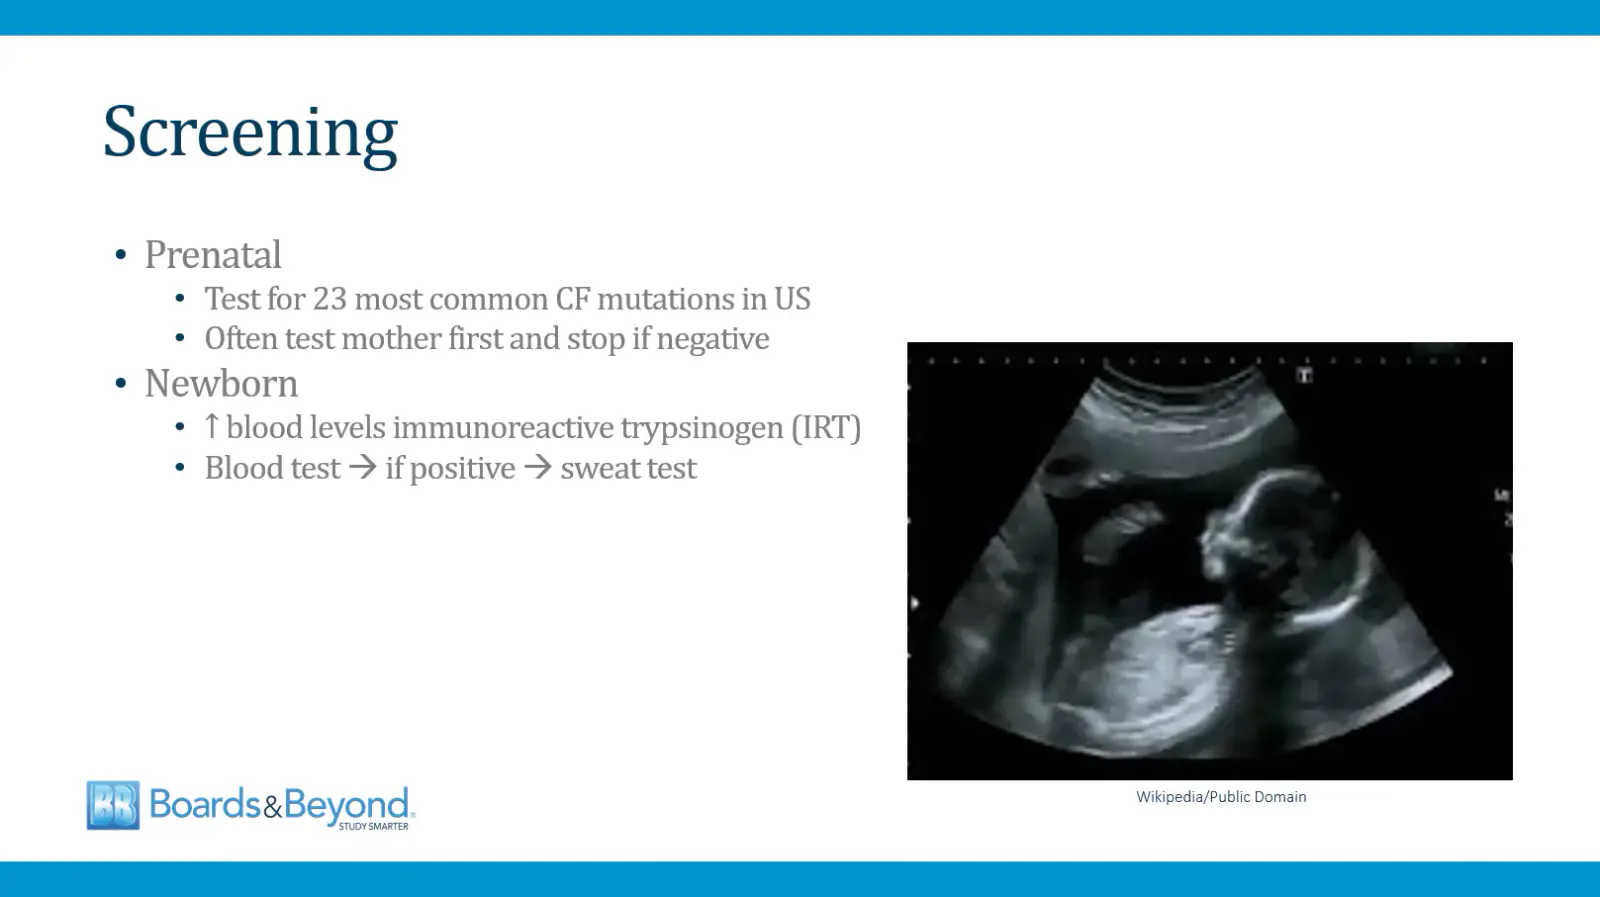 Screening
• Prenatal
• Test for 23 most common CF mutations in US
• Often test mother first and stop if negative
• Newborn
• ↑ blood levels immunoreactive trypsinogen (IRT)
• Blood test → if positive → sweat test
T
BB Boards&Beyond®
STUDY SMARTER
Wikipedia/Public Domain